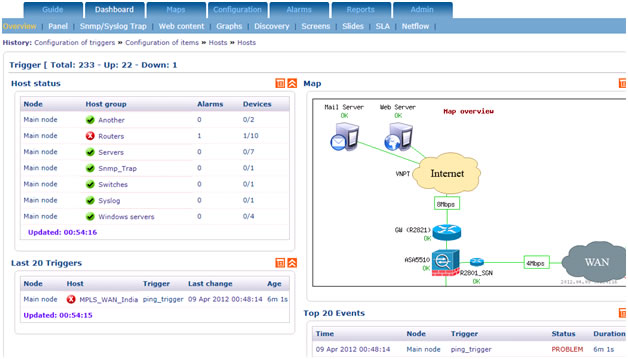 Guide Dashboard Maps Configuration Alarms Reports Admin
Overview | Panel | Snmp/Syslog Trap | Web content | Graphs | Discovery | Screens | Slides | SLA | Netflow |
History: Configuration of triggers » Configuration of items » Hosts » Hosts
Trigger [ Total: 233 - Up: 22 - Down: 1
Host status
Node Host group Alarms Devices
Main node Another 0 0/2
Main node Routers 1 1/10
Main node Servers 0 0/7
Main node Snmp_Trap 0 0/1
Main node Switches 0 0/1
Main node Syslog 0 0/1
Main node Windows servers 0 0/4
Updated: 00:54:16
Last 20 Triggers
Node Host Trigger Last change Age
Main node MPLS_WAN_India ping_trigger 09 Apr 2012 00:48:14 6m 1s
Updated: 00:54:15
Map
Map overview
Mail Server
OK
Web Server
OK
VNPT
Internet
8Mbps
GW (R2821)
OK
ASA5510
OK
R2801_SGN
OK
4Mbps
WAN
Top 20 Events
Time Node Trigger Status Duration
09 Apr 2012 00:48:14 Main node ping_trigger PROBLEM 6m 1s